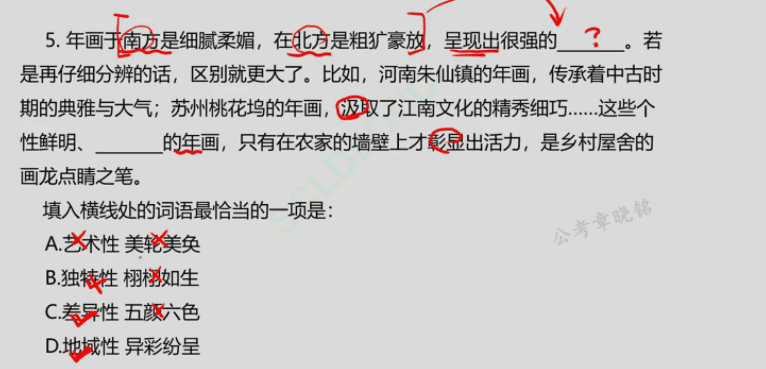 5. 年画于南方是细腻柔媚，在北方是粗犷豪放，呈现出很强的_______。若
是再仔细分辨的话，区别就更大了。比如，河南朱仙镇的年画，传承着中古时
期的典雅与大气；苏州桃花坞的年画，汲取了江南文化的精秀细巧……这些个
性鲜明、_______的年画，只有在农家的墙壁上才彰显出活力，是乡村屋舍的
画龙点睛之笔。
填入横线处的词语最恰当的一项是：
公考章晓铭
A.艺术性 美轮美奂
B.独特性 栩栩如生
C.差异性 五颜六色
D.地域性 异彩纷呈